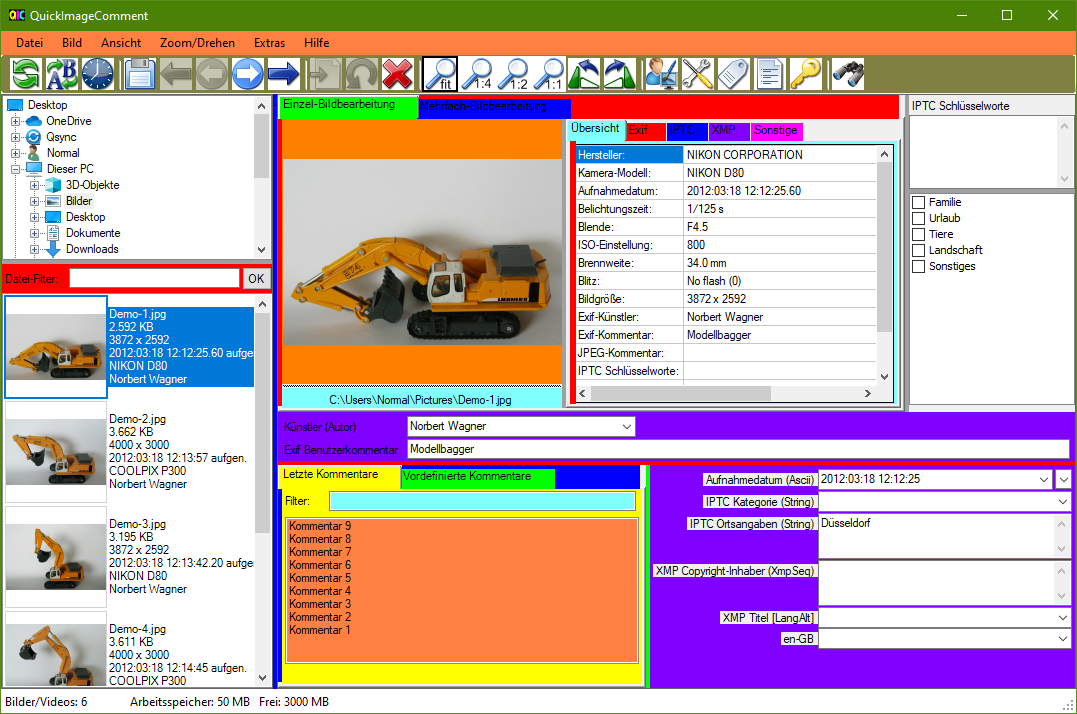 QuickImageComment
Datei Bild Ansicht Zoom/Drehen Extras Hilfe
fit 1:4 1:2 1:1
Desktop
OneDrive
Qsync
Normal
Dieser PC
3D-Objekte
Bilder
Desktop
Dokumente
Downloads
Datei-Filter: OK
Demo-1.jpg
2.592 KB
3872 x 2592
2012:03:18 12:12:25.60 aufge
NIKON D80
Norbert Wagner
Demo-2.jpg
3.662 KB
4000 x 3000
2012:03:18 12:13:57 aufgen.
COOLPIX P300
Norbert Wagner
Demo-3.jpg
3.195 KB
3872 x 2592
2012:03:18 12:13:42.20 aufge
NIKON D80
Norbert Wagner
Demo-4.jpg
3.611 KB
4000 x 3000
2012:03:18 12:14:45 aufgen.
COOLPIX P300
Einzel-Bildbearbeitung Mehrfach-Bildbearbeitung
LIEBHERR
C:\Users\Normal\Pictures\Demo-1.jpg
Übersicht Exif IPTC XMP Sonstige
Hersteller: NIKON CORPORATION
Kamera-Modell: NIKON D80
Aufnahmedatum: 2012:03:18 12:12:25.60
Belichtungszeit: 1/125 s
Blende: F4.5
ISO-Einstellung: 800
Brennweite: 34.0 mm
Blitz: No flash (0)
Bildgröße: 3872 x 2592
Exif-Künstler: Norbert Wagner
Exif-Kommentar: Modellbagger
JPEG-Kommentar:
IPTC Schlüsselworte:
IPTC Schlüsselworte
Familie
Urlaub
Tiere
Landschaft
Sonstiges
Künstler (Autor) Norbert Wagner
Exif Benutzerkommentar Modellbagger
Letzte Kommentare Vordefinierte Kommentare
Filter:
Kommentar 9
Kommentar 8
Kommentar 7
Kommentar 6
Kommentar 5
Kommentar 4
Kommentar 3
Kommentar 2
Kommentar 1
Aufnahmedatum (Ascii) 2012:03:18 12:12:25
IPTC Kategorie (String)
IPTC Ortsangaben (String) Düsseldorf
XMP Copyright-Inhaber (XmpSeq)
XMP Titel [LangAlt]
en-GB
Bilder/Videos: 6 Arbeitsspeicher: 50 MB Frei: 3000 MB